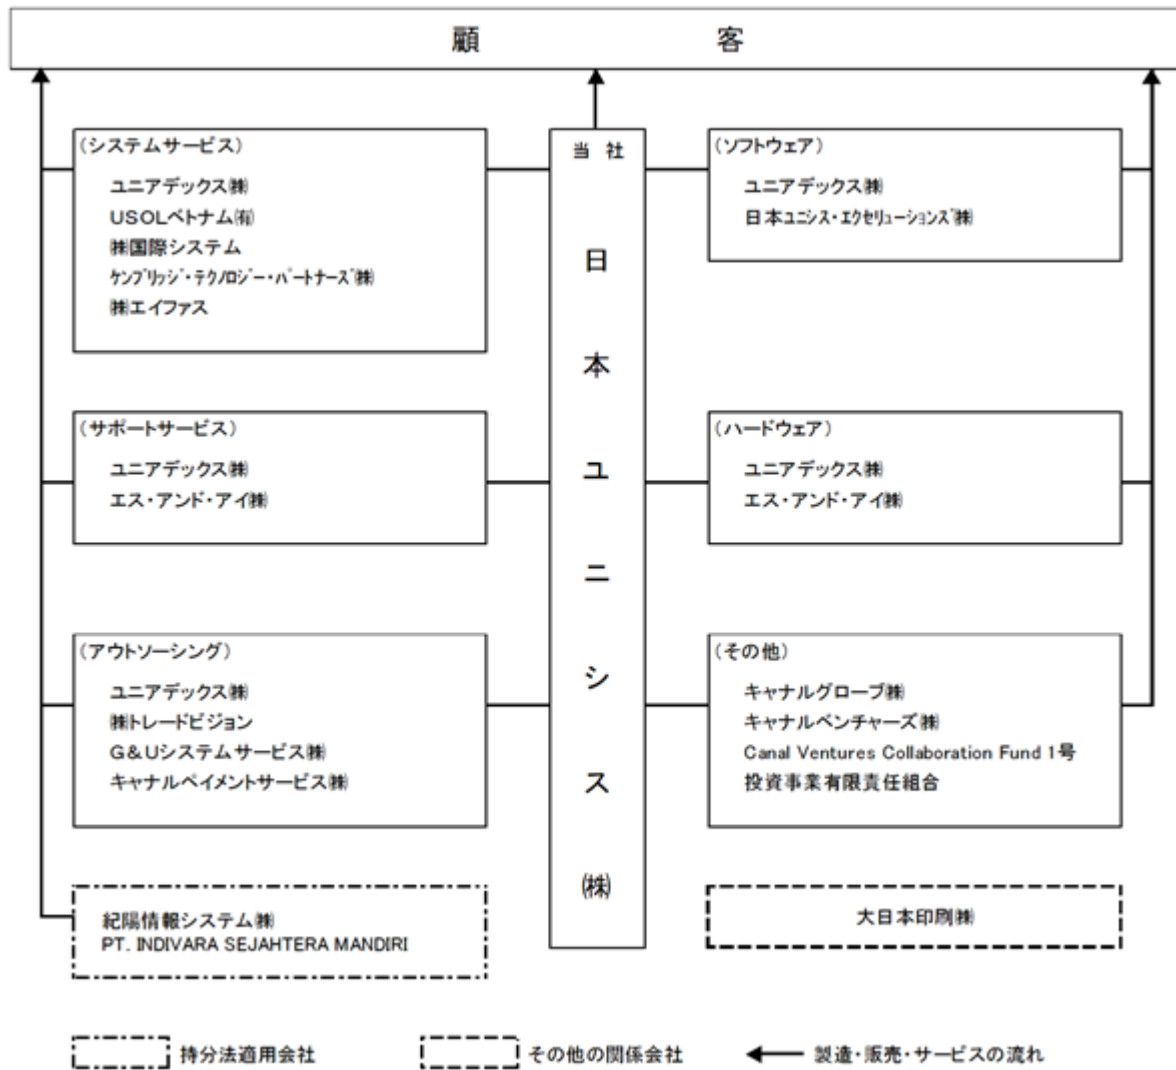 顧客
(システムサービス)
ユニアデックス㈱
USOLベトナム㈲
㈱国際システム
ｹﾝﾌﾞﾘｯｼﾞ・ﾃｸﾉﾛｼﾞｰ・ﾊﾟｰﾄﾅｰｽﾞ㈱
㈱エイファス
(サポートサービス)
ユニアデックス㈱
エス・アンド・アイ㈱
(アウトソーシング)
ユニアデックス㈱
㈱トレードビジョン
G&Uシステムサービス㈱
キャナルペイメントサービス㈱
紀陽情報システム㈱
PT. INDIVARA SEJAHTERA MANDIRI
当社
日本ユニシス㈱
(ソフトウェア)
ユニアデックス㈱
日本ﾕﾆｼｽ・ｴｸｾﾘｭｰｼｮﾝｽﾞ㈱
(ハードウェア)
ユニアデックス㈱
エス・アンド・アイ㈱
(その他)
キャナルグローブ㈱
キャナルベンチャーズ㈱
Canal Ventures Collaboration Fund 1号
投資事業有限責任組合
大日本印刷㈱
持分法適用会社
その他の関係会社
製造・販売・サービスの流れ